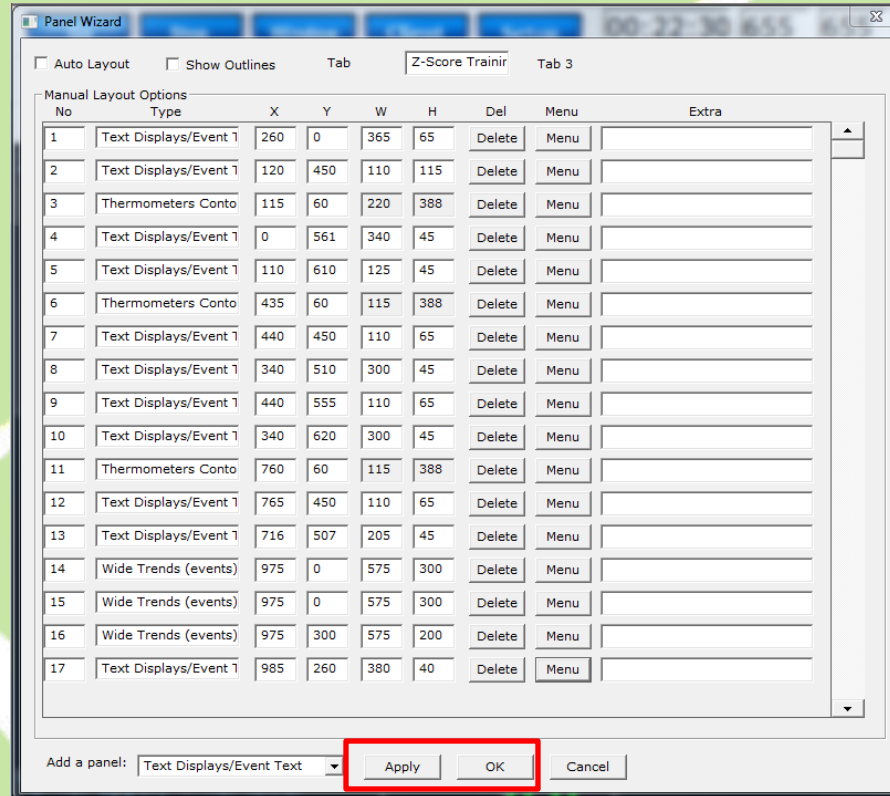 Panel Wizard
00:22:30 655
Auto Layout Show Outlines Tab Z-Score Trainir Tab 3
Manual Layout Options
No Type X Y W H Del Menu Extra
1 Text Displays/Event T 260 0 365 65 Delete Menu
2 Text Displays/Event T 120 450 110 115 Delete Menu
3 Thermometers Conto 115 60 220 388 Delete Menu
4 Text Displays/Event T 0 561 340 45 Delete Menu
5 Text Displays/Event T 110 610 125 45 Delete Menu
6 Thermometers Conto 435 60 115 388 Delete Menu
7 Text Displays/Event T 440 450 110 65 Delete Menu
8 Text Displays/Event T 340 510 300 45 Delete Menu
9 Text Displays/Event T 440 555 110 65 Delete Menu
10 Text Displays/Event T 340 620 300 45 Delete Menu
11 Thermometers Conto 760 60 115 388 Delete Menu
12 Text Displays/Event T 765 450 110 65 Delete Menu
13 Text Displays/Event T 716 507 205 45 Delete Menu
14 Wide Trends (events) 975 0 575 300 Delete Menu
15 Wide Trends (events) 975 0 575 300 Delete Menu
16 Wide Trends (events) 975 300 575 200 Delete Menu
17 Text Displays/Event T 985 260 380 40 Delete Menu
Add a panel: Text Displays/Event Text Apply OK Cancel